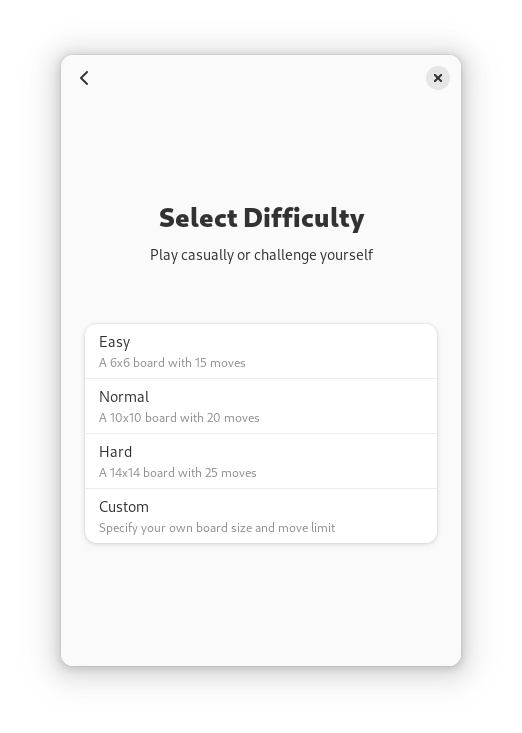 Select Difficulty
Play casually or challenge yourself
Easy
A 6x6 board with 15 moves
Normal
A 10x10 board with 20 moves
Hard
A 14x14 board with 25 moves
Custom
Specify your own board size and move limit